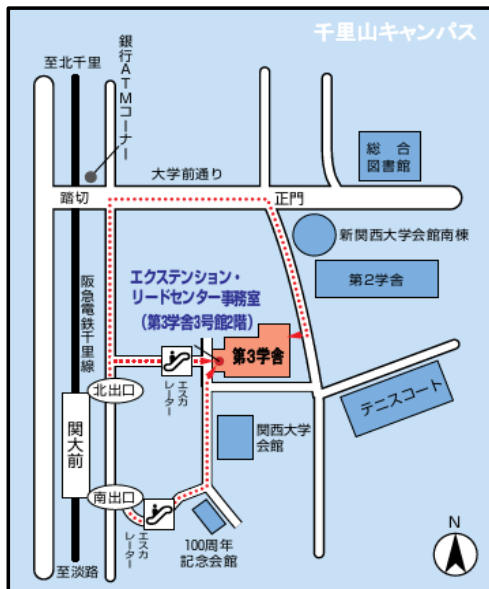 千里山キャンパス
至北千里
銀行ATMコーナー
総合
図書館
大学前通り
踏切
正門
新関西大学会館南棟
第2学舎
エクステンション・
リードセンター事務室
(第3学舎3号館2階)
阪急電鉄千里線
第3学舎
北出口
エスカ
レーター
テニスコート
関大前
関西大学
会館
南出口
エスカ
レーター
100周年
記念会館
至淡路
N